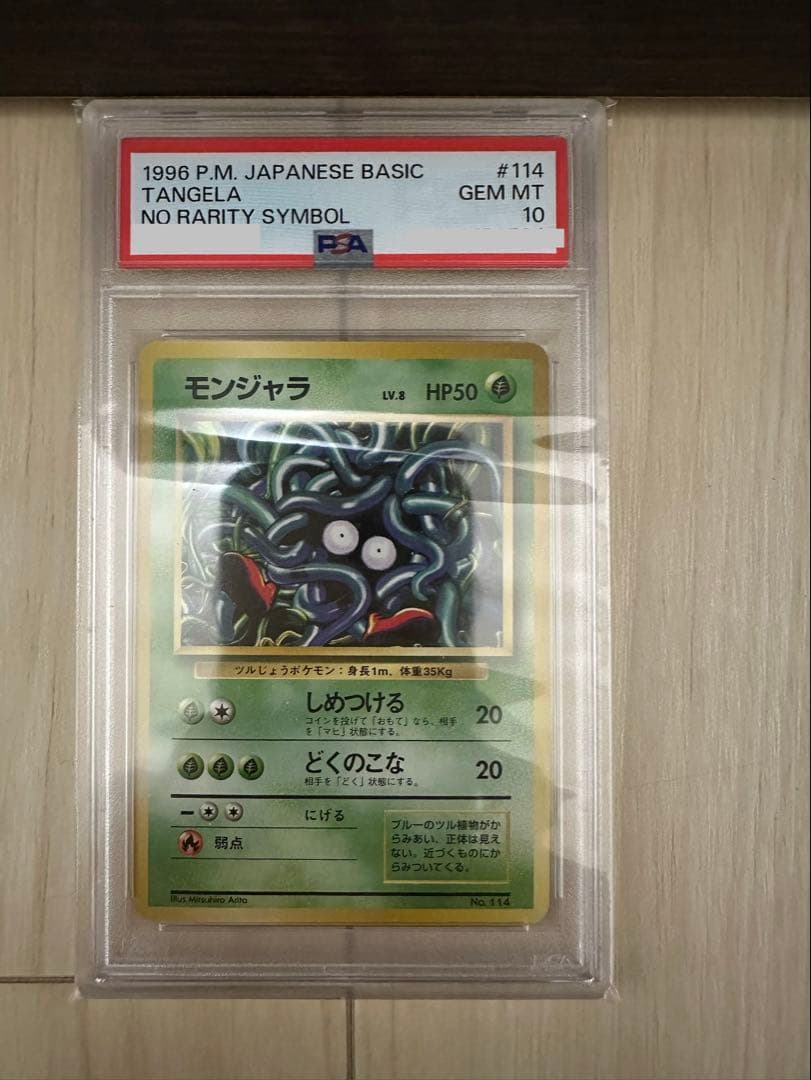 1996 P.M. JAPANESE BASIC #114
TANGELA GEM MT
NO RARITY SYMBOL 10
PSA
モンジャラ LV.8 HP50
ツルじょうポケモン：身長1m、体重35Kg
しめつける 20
コインを投げて「おもて」なら、相手
を「マヒ」状態にする。
どくのこな 20
相手を「どく」状態にする。
にげる
弱点
ブルーのツル植物がか
らみあい、正体は見え
ない。近づくものにか
らみついてくる。
Illus. Mitsuhiro Arita No. 114